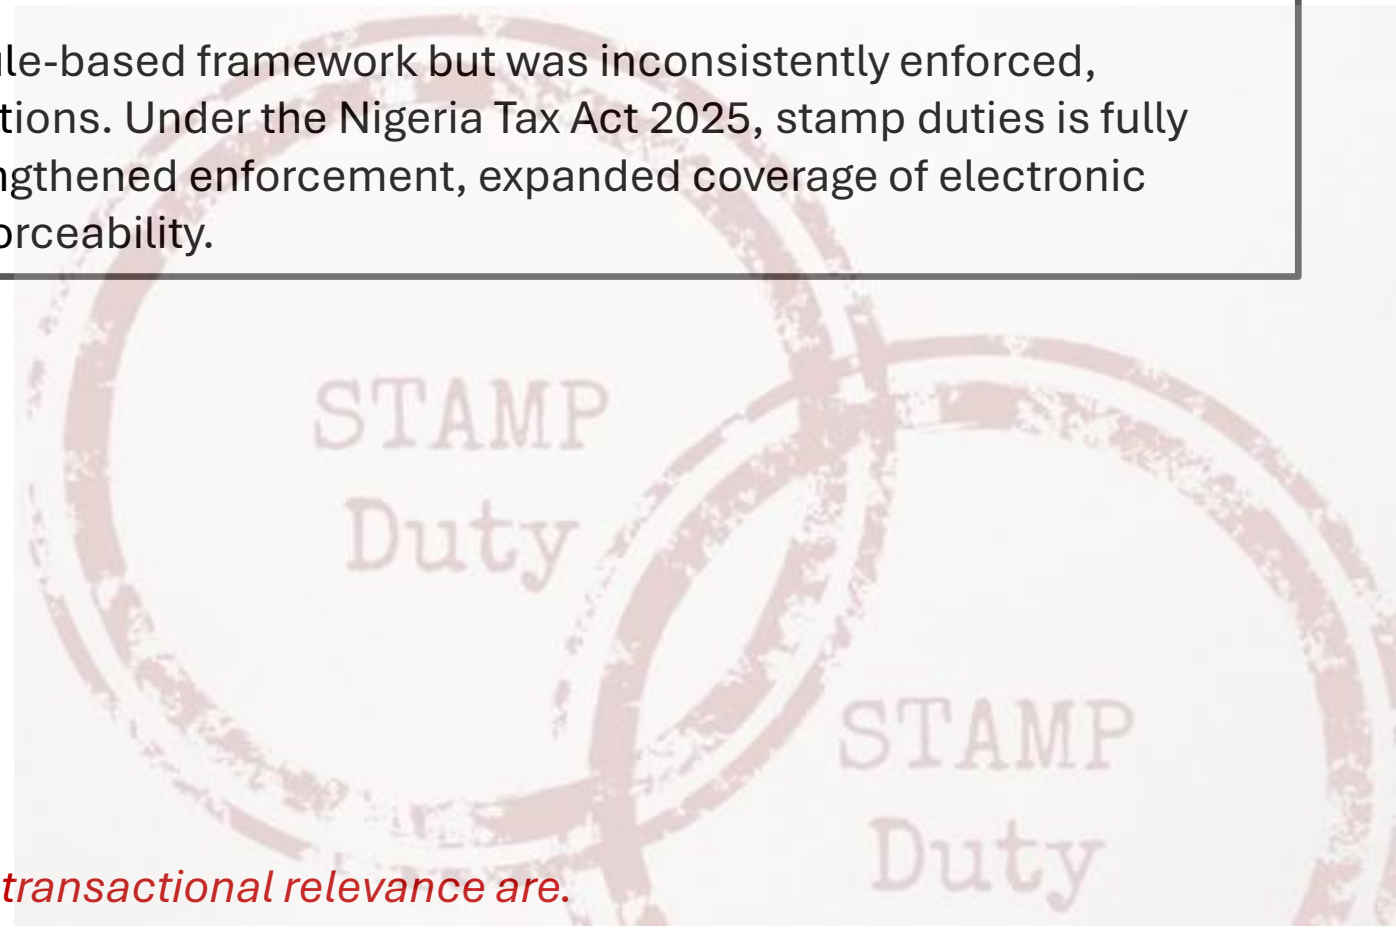 le-based framework but was inconsistently enforced,
tions. Under the Nigeria Tax Act 2025, stamp duties is fully
gthened enforcement, expanded coverage of electronic
orceability.
STAMP
Duty
STAMP
Duty
transactional relevance are.